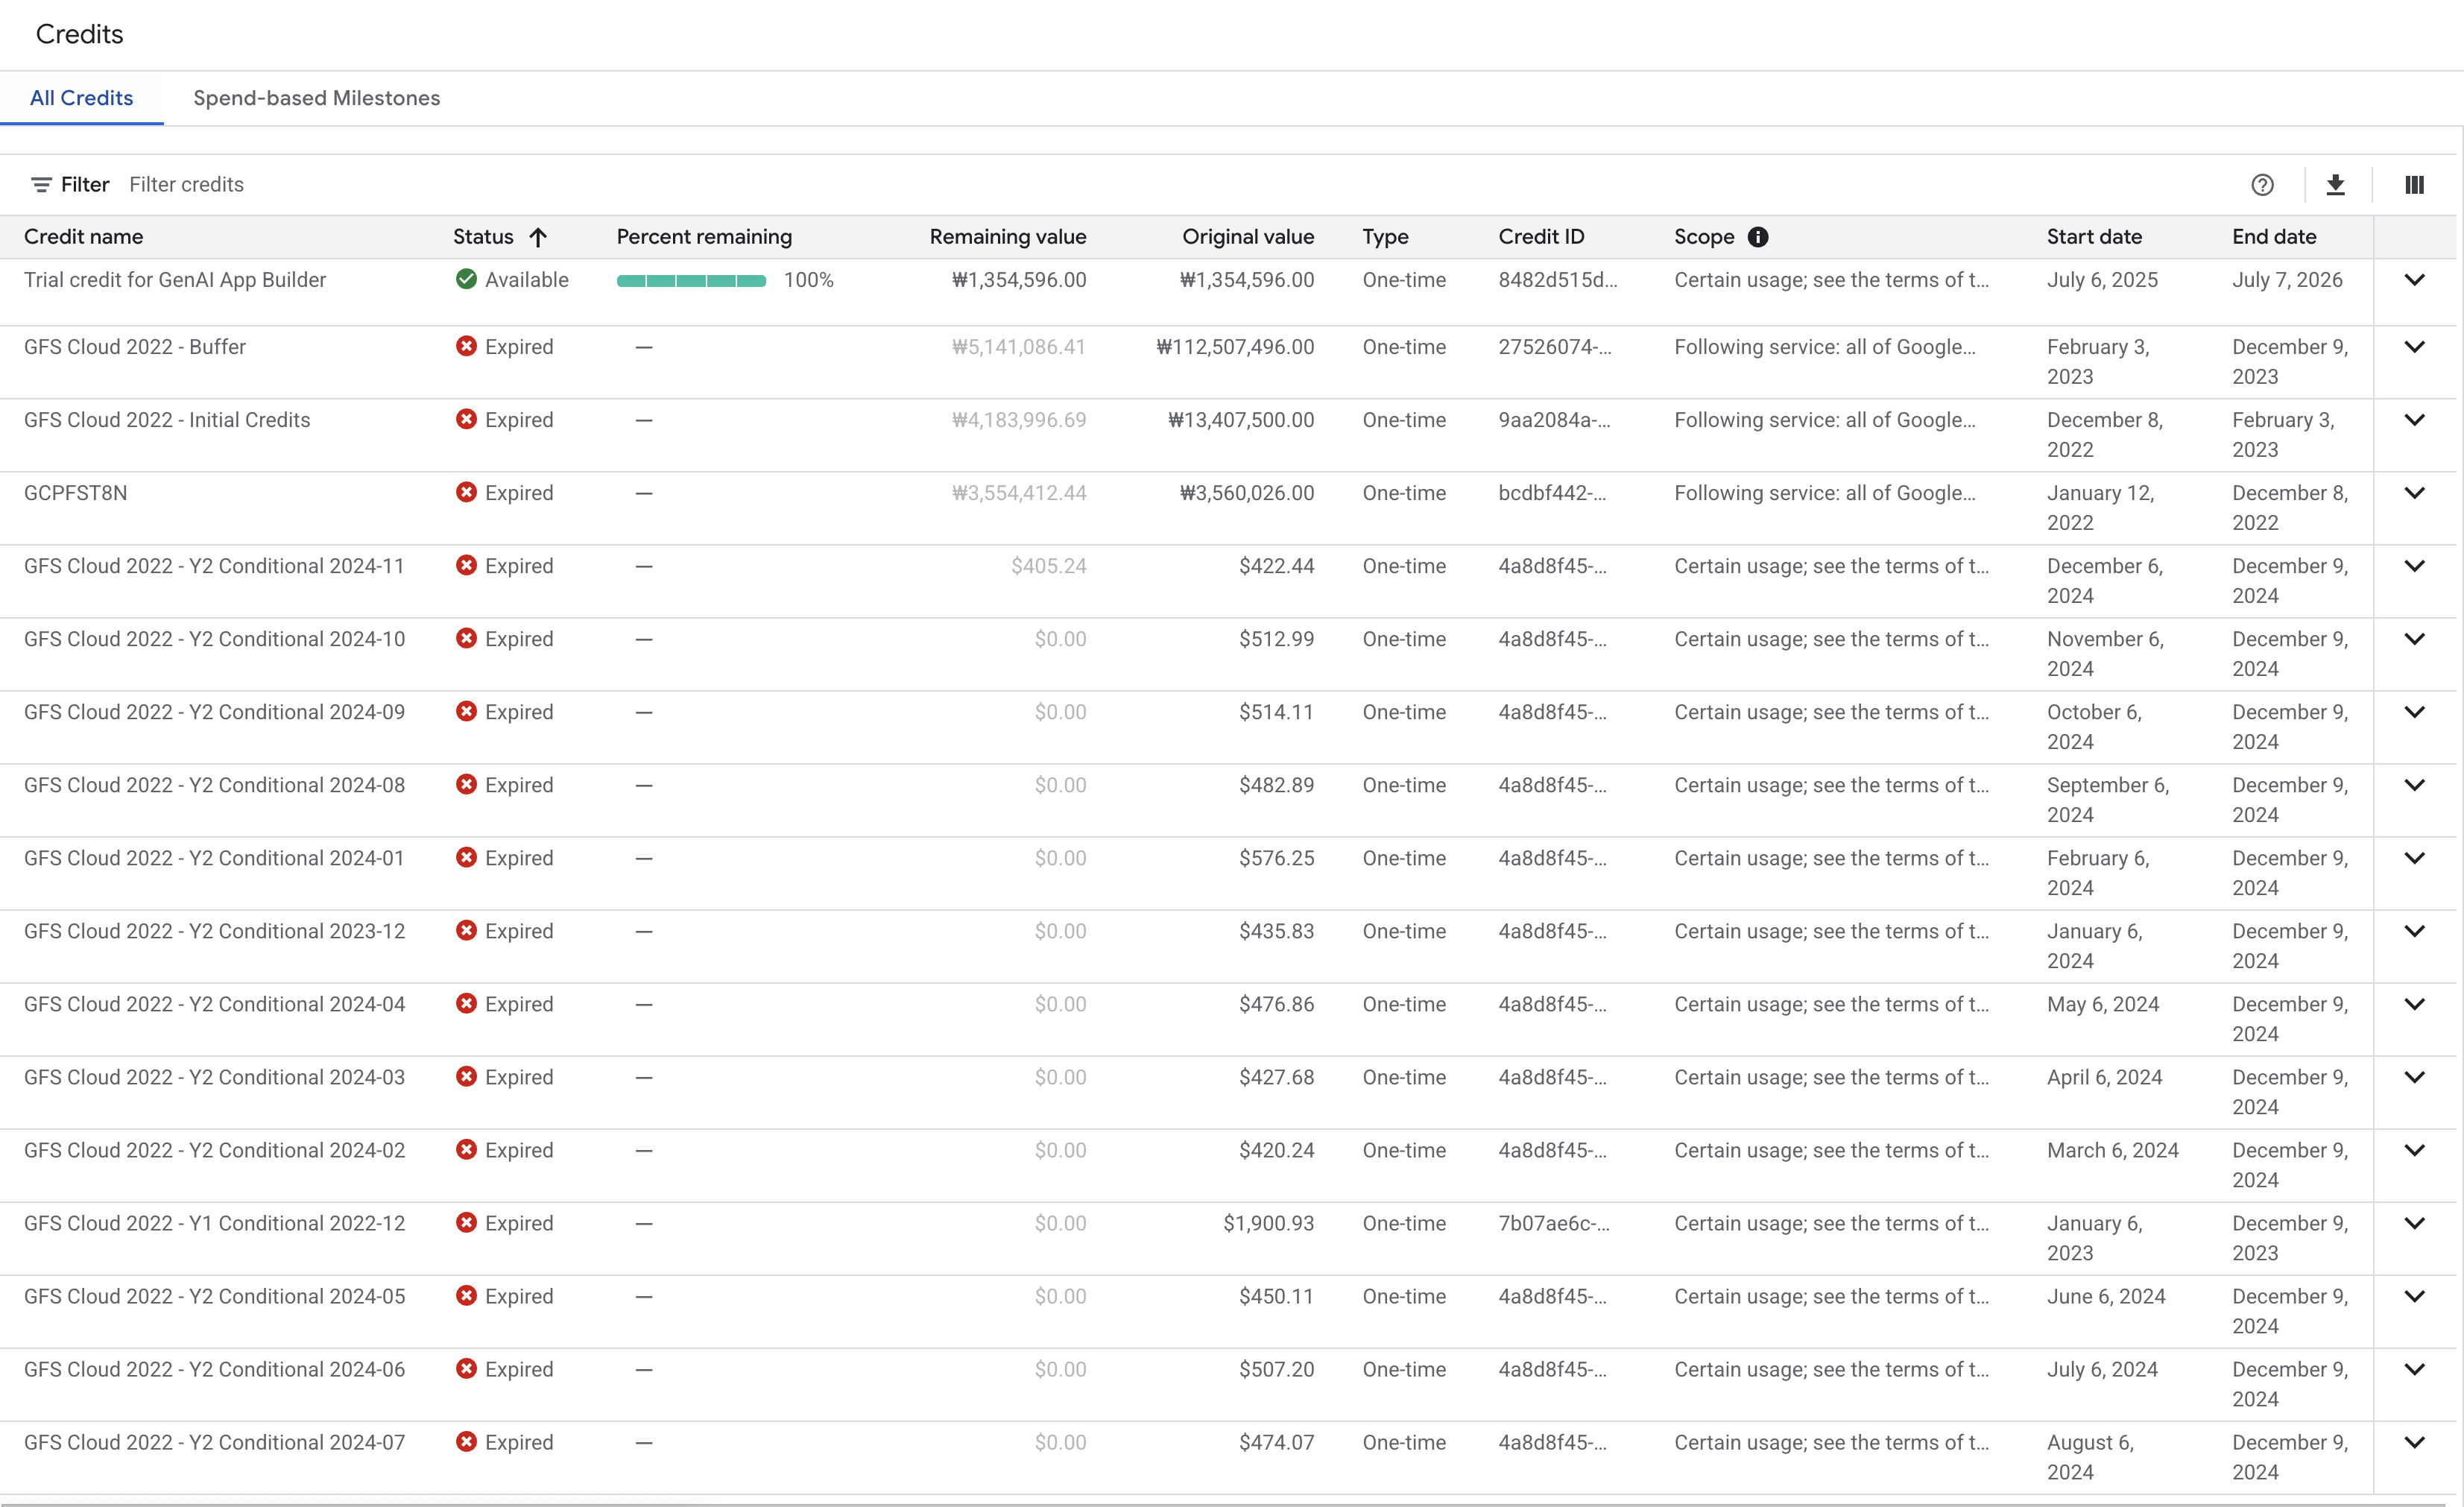 Credits
All Credits Spend-based Milestones
Filter Filter credits
Credit name Status Percent remaining Remaining value Original value Type Credit ID Scope Start date End date
Trial credit for GenAI App Builder Available 100% ₩1,354,596.00 ₩1,354,596.00 One-time 8482d515d... Certain usage; see the terms of t... July 6, 2025 July 7, 2026
GFS Cloud 2022 - Buffer Expired — ₩5,141,086.41 ₩112,507,496.00 One-time 27526074-... Following service: all of Google... February 3, 2023 December 9, 2023
GFS Cloud 2022 - Initial Credits Expired — ₩4,183,996.69 ₩13,407,500.00 One-time 9aa2084a-... Following service: all of Google... December 8, 2022 February 3, 2023
GCPFST8N Expired — ₩3,554,412.44 ₩3,560,026.00 One-time bcdbf442-... Following service: all of Google... January 12, 2022 December 8, 2022
GFS Cloud 2022 - Y2 Conditional 2024-11 Expired — $405.24 $422.44 One-time 4a8d8f45-... Certain usage; see the terms of t... December 6, 2024 December 9, 2024
GFS Cloud 2022 - Y2 Conditional 2024-10 Expired — $0.00 $512.99 One-time 4a8d8f45-... Certain usage; see the terms of t... November 6, 2024 December 9, 2024
GFS Cloud 2022 - Y2 Conditional 2024-09 Expired — $0.00 $514.11 One-time 4a8d8f45-... Certain usage; see the terms of t... October 6, 2024 December 9, 2024
GFS Cloud 2022 - Y2 Conditional 2024-08 Expired — $0.00 $482.89 One-time 4a8d8f45-... Certain usage; see the terms of t... September 6, 2024 December 9, 2024
GFS Cloud 2022 - Y2 Conditional 2024-01 Expired — $0.00 $576.25 One-time 4a8d8f45-... Certain usage; see the terms of t... February 6, 2024 December 9, 2024
GFS Cloud 2022 - Y2 Conditional 2023-12 Expired — $0.00 $435.83 One-time 4a8d8f45-... Certain usage; see the terms of t... January 6, 2024 December 9, 2024
GFS Cloud 2022 - Y2 Conditional 2024-04 Expired — $0.00 $476.86 One-time 4a8d8f45-... Certain usage; see the terms of t... May 6, 2024 December 9, 2024
GFS Cloud 2022 - Y2 Conditional 2024-03 Expired — $0.00 $427.68 One-time 4a8d8f45-... Certain usage; see the terms of t... April 6, 2024 December 9, 2024
GFS Cloud 2022 - Y2 Conditional 2024-02 Expired — $0.00 $420.24 One-time 4a8d8f45-... Certain usage; see the terms of t... March 6, 2024 December 9, 2024
GFS Cloud 2022 - Y1 Conditional 2022-12 Expired — $0.00 $1,900.93 One-time 7b07ae6c-... Certain usage; see the terms of t... January 6, 2023 December 9, 2023
GFS Cloud 2022 - Y2 Conditional 2024-05 Expired — $0.00 $450.11 One-time 4a8d8f45-... Certain usage; see the terms of t... June 6, 2024 December 9, 2024
GFS Cloud 2022 - Y2 Conditional 2024-06 Expired — $0.00 $507.20 One-time 4a8d8f45-... Certain usage; see the terms of t... July 6, 2024 December 9, 2024
GFS Cloud 2022 - Y2 Conditional 2024-07 Expired — $0.00 $474.07 One-time 4a8d8f45-... Certain usage; see the terms of t... August 6, 2024 December 9, 2024